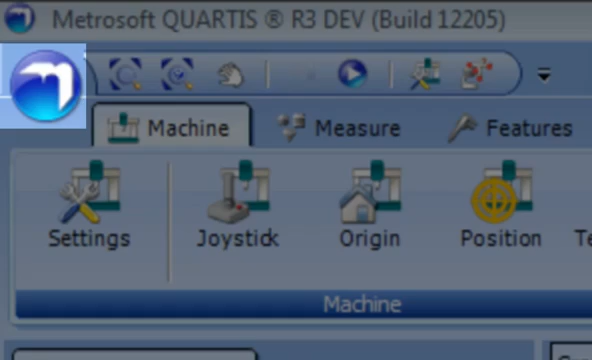 Metrosoft QUARTIS ® R3 DEV (Build 12205)
Machine Measure Features
Settings Joystick Origin Position
Machine